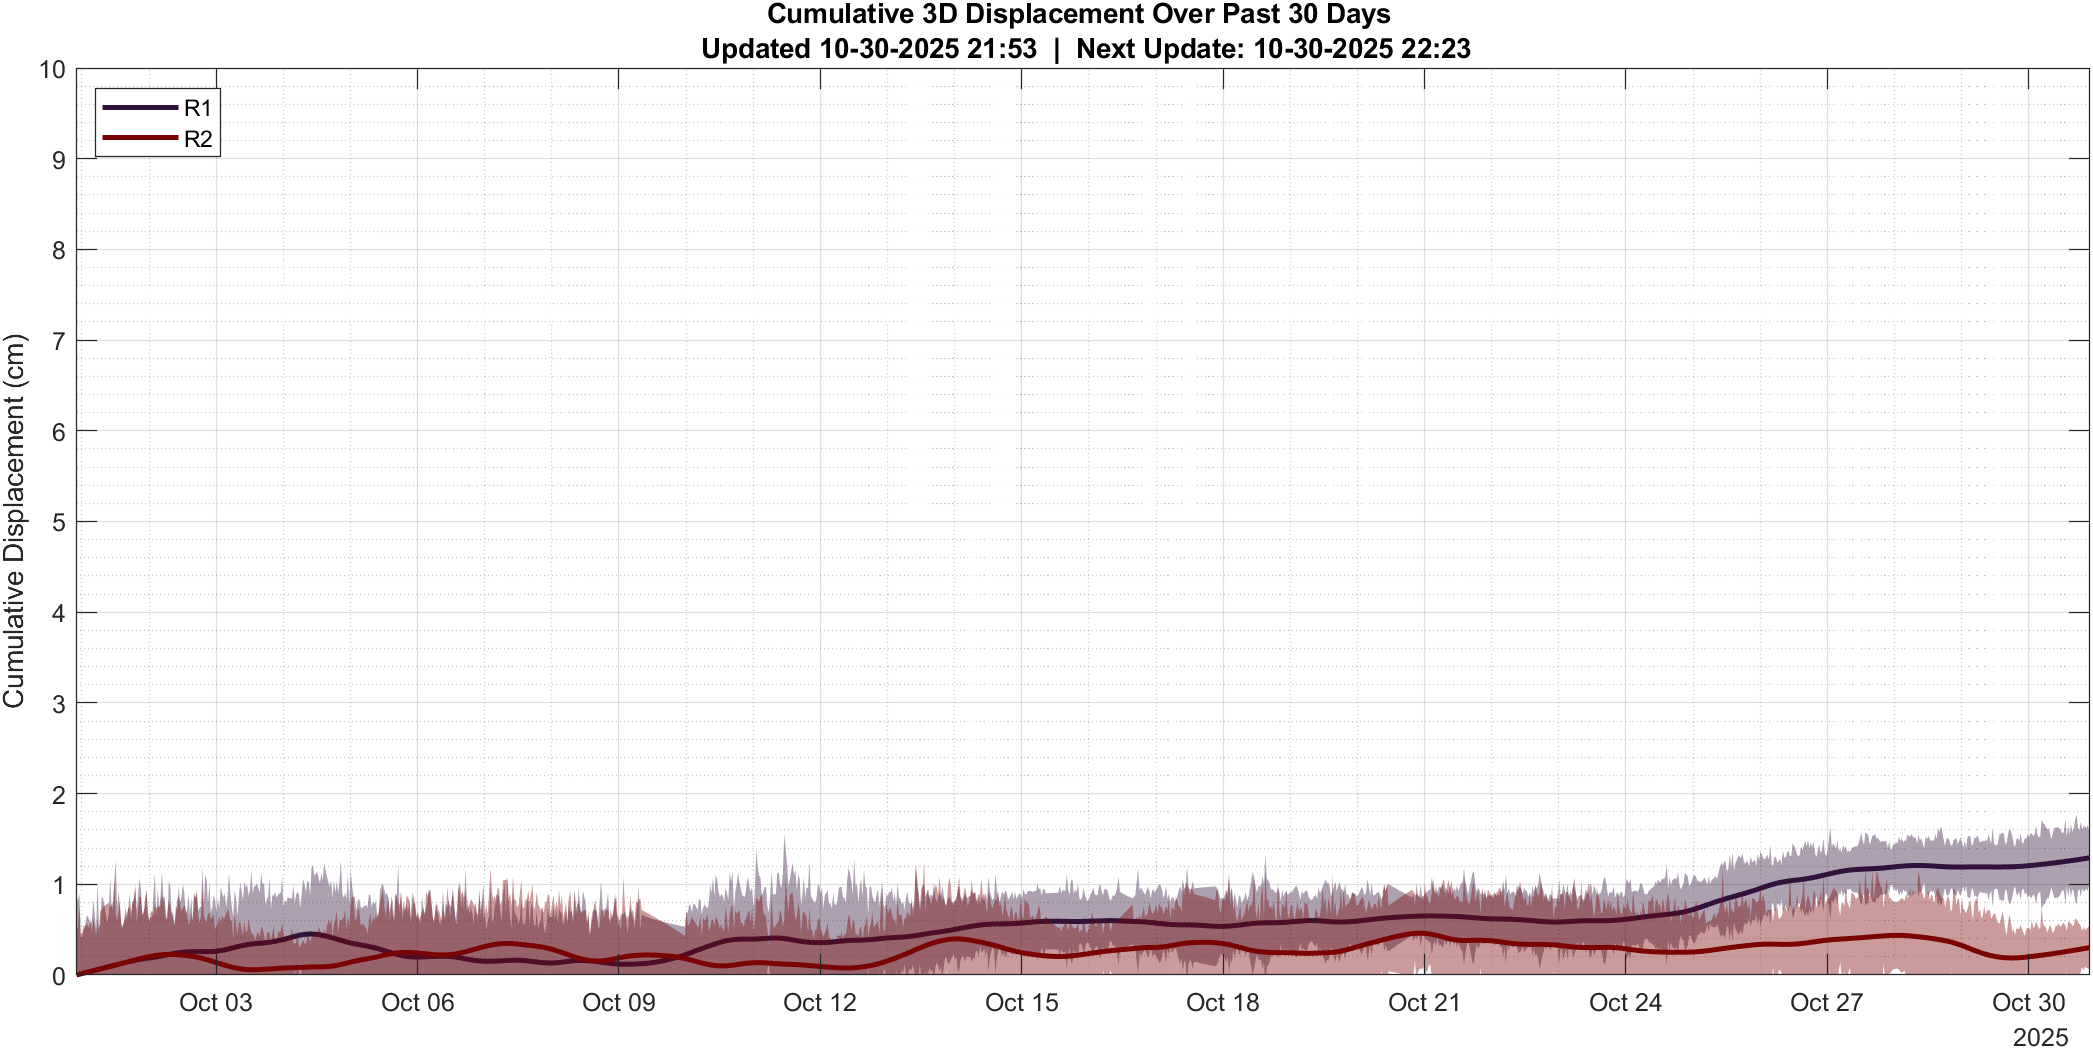 Cumulative 3D Displacement Over Past 30 Days
Updated 10-30-2025 21:53 | Next Update: 10-30-2025 22:23
R1
R2
Cumulative Displacement (cm)
10
9
8
7
6
5
4
3
2
1
0
Oct 03 Oct 06 Oct 09 Oct 12 Oct 15 Oct 18 Oct 21 Oct 24 Oct 27 Oct 30
2025